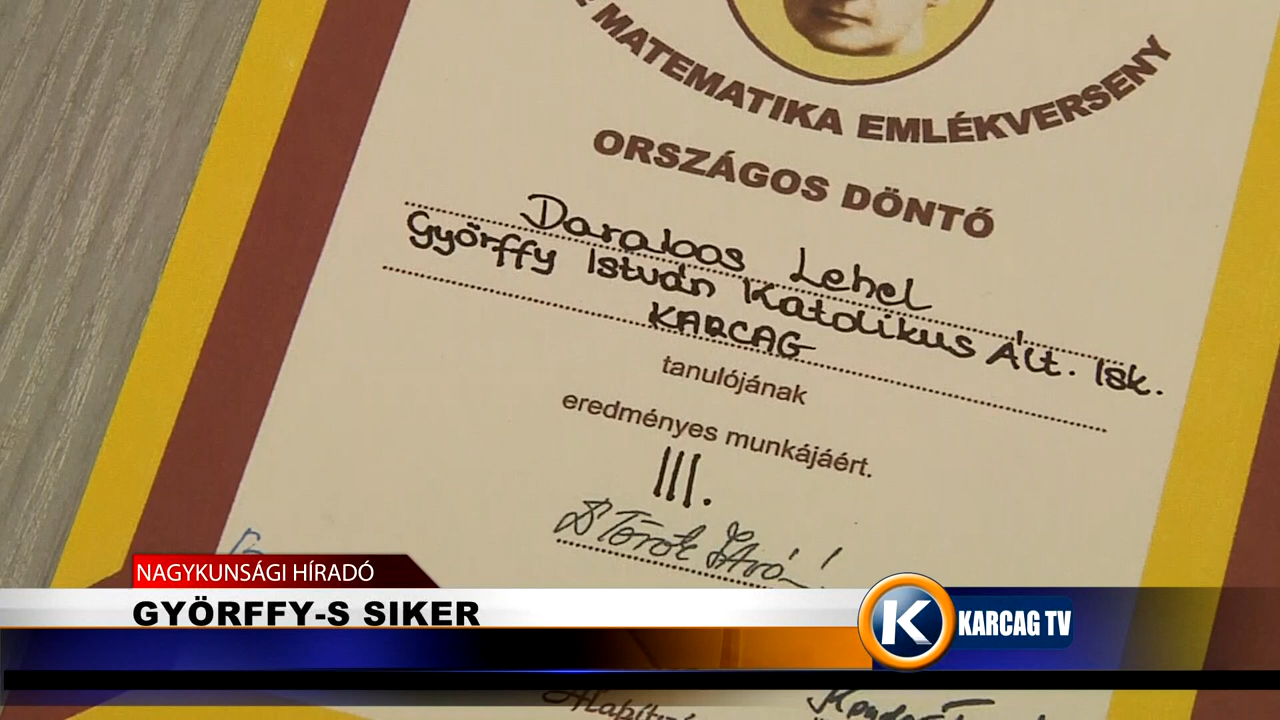 MATEMATIKA EMLÉKVERSENY
ORSZÁGOS DÖNTŐ
Darabos Lehel
Györffy István Katolikus Ált. Isk.
KARCAG
tanulójának
eredményes munkájáért.
III.
NAGYKUNSÁGI HÍRADÓ
GYÖRFFY-S SIKER
K KARCAG TV